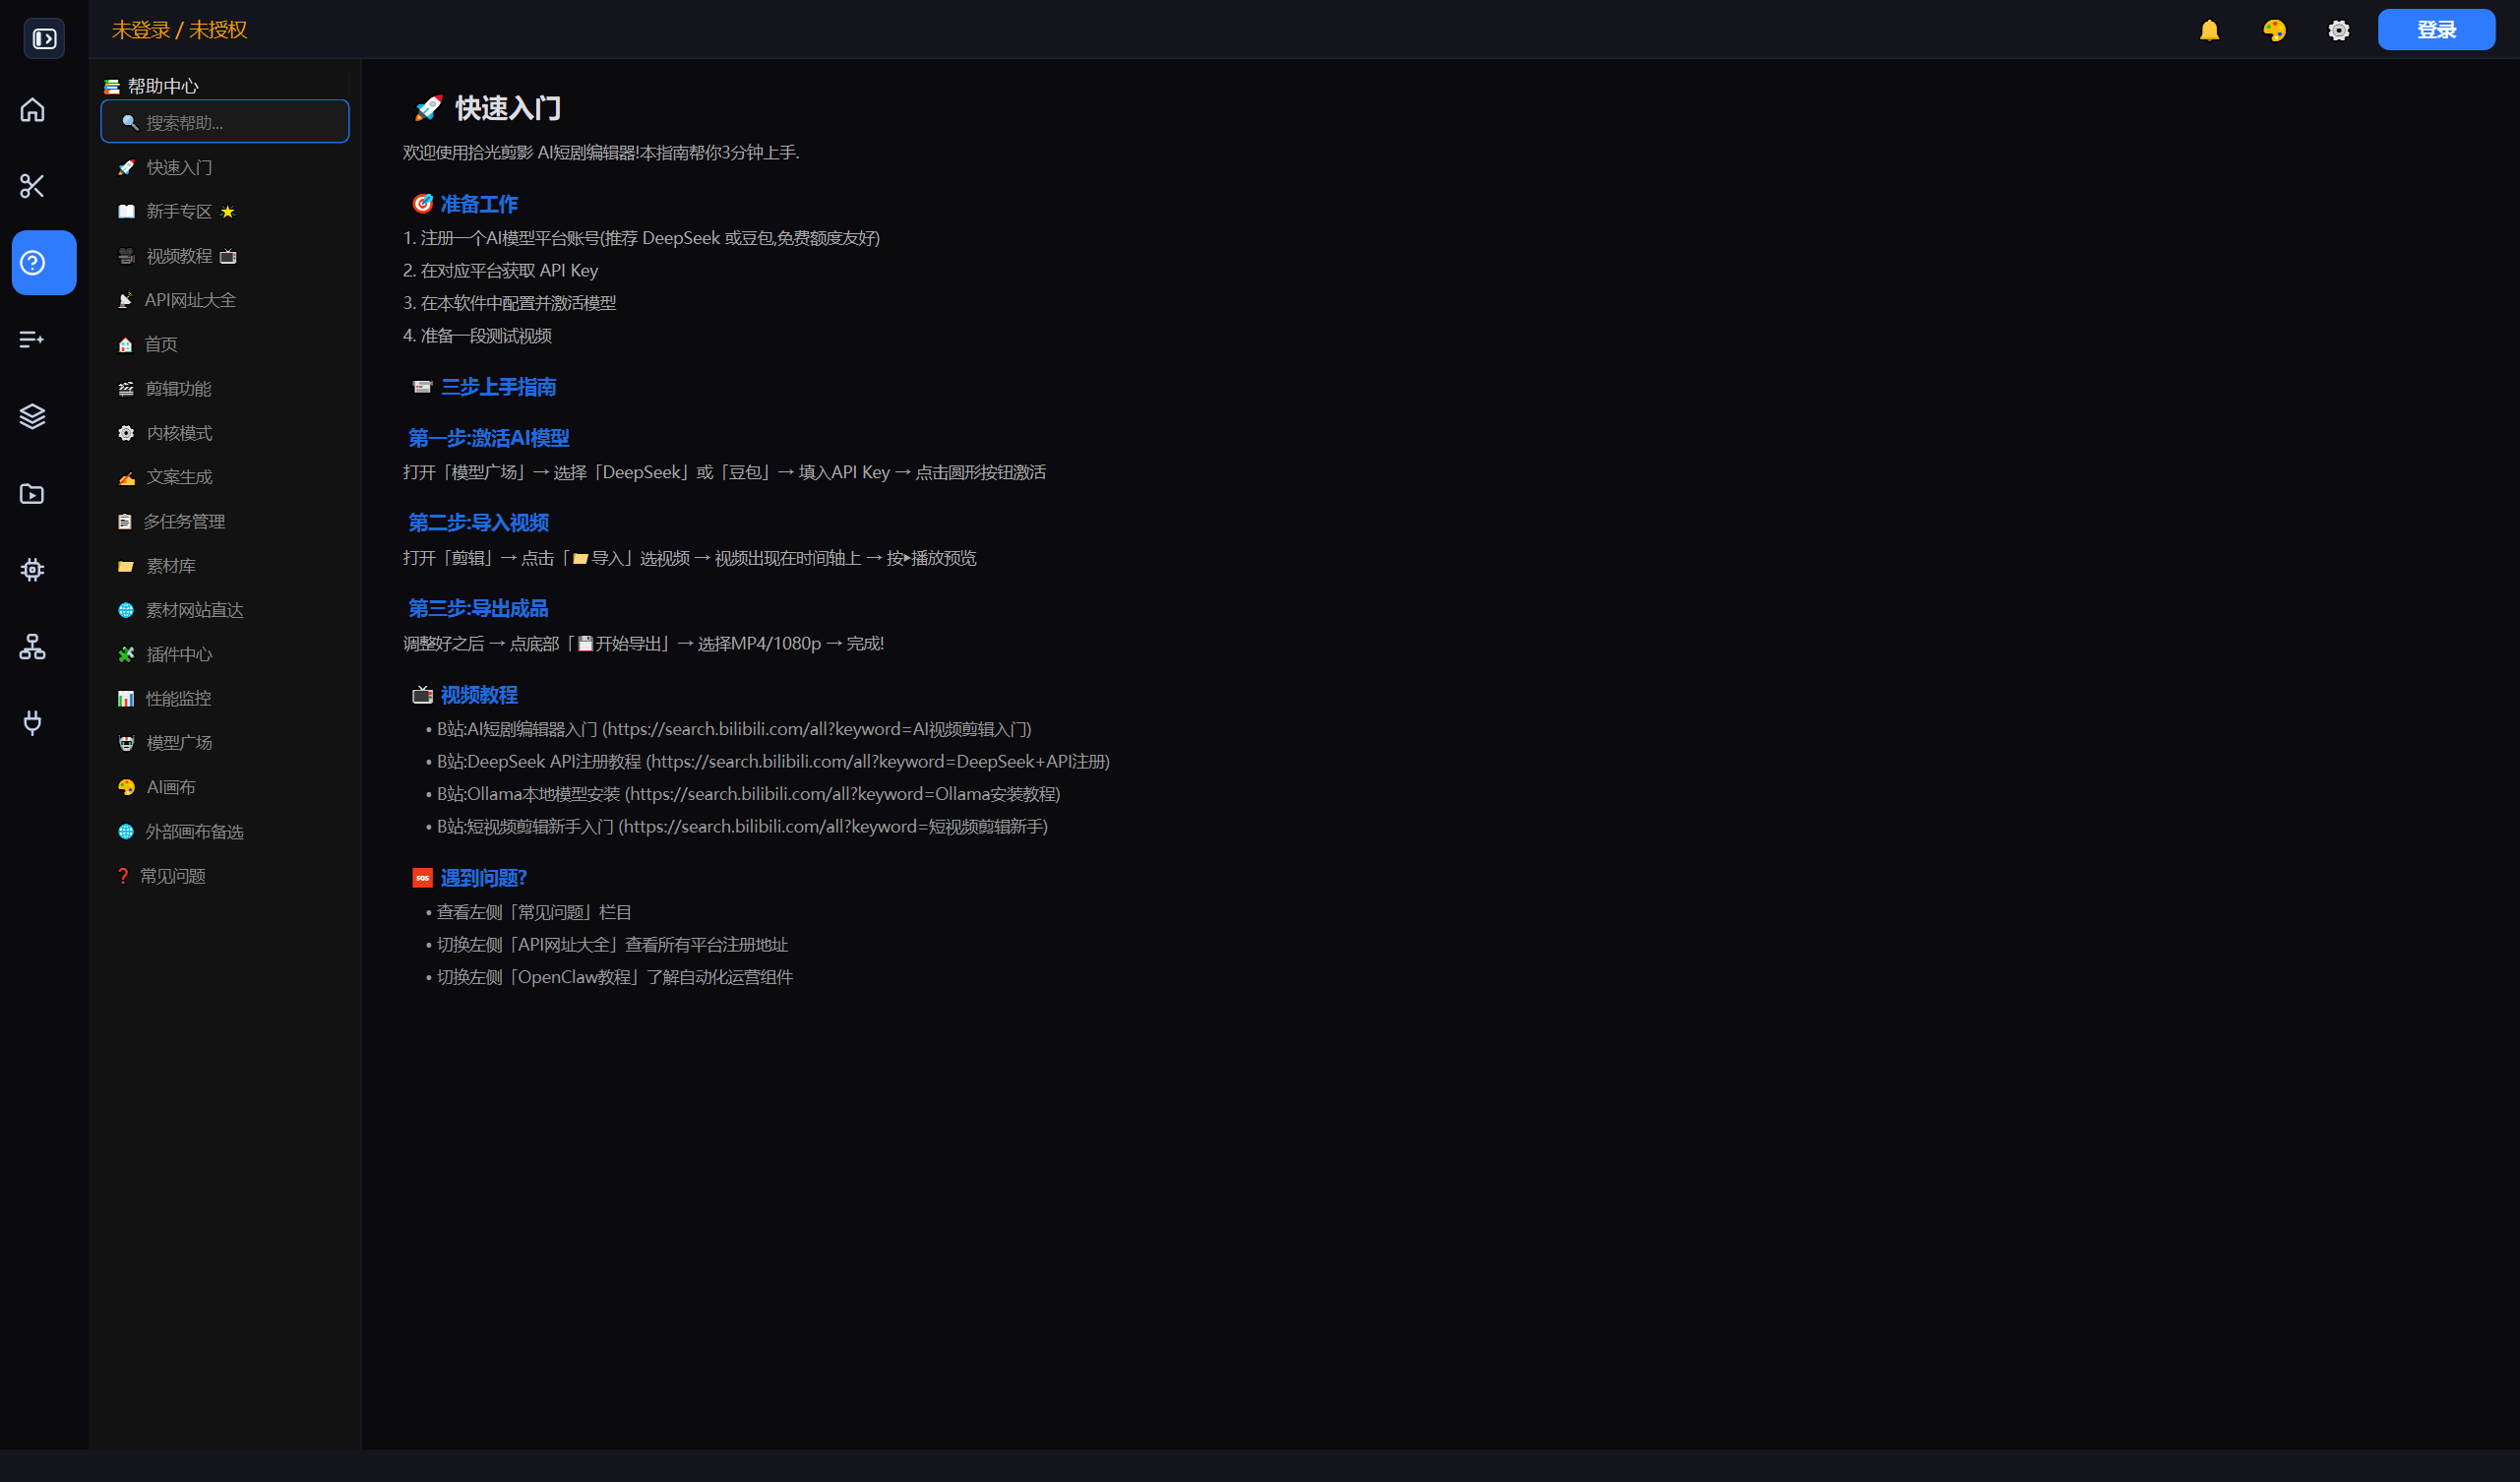 未登录 / 未授权
登录
帮助中心
搜索帮助...
快速入门
新手专区
视频教程
API网址大全
首页
剪辑功能
内核模式
文案生成
多任务管理
素材库
素材网站直达
插件中心
性能监控
模型广场
AI画布
外部画布备选
常见问题
快速入门
欢迎使用拾光剪影 AI短剧编辑器!本指南帮你3分钟上手.
准备工作
1. 注册一个AI模型平台账号(推荐 DeepSeek 或豆包,免费额度友好)
2. 在对应平台获取 API Key
3. 在本软件中配置并激活模型
4. 准备一段测试视频
三步上手指南
第一步:激活AI模型
打开「模型广场」→ 选择「DeepSeek」或「豆包」→ 填入API Key → 点击圆形按钮激活
第二步:导入视频
打开「剪辑」→ 点击「📁导入」选视频 → 视频出现在时间轴上 → 按▶播放预览
第三步:导出成品
调整好之后 → 点底部「💾开始导出」→ 选择MP4/1080p → 完成!
视频教程
• B站:AI短剧编辑器入门 (https://search.bilibili.com/all?keyword=AI视频剪辑入门)
• B站:DeepSeek API注册教程 (https://search.bilibili.com/all?keyword=DeepSeek+API注册)
• B站:Ollama本地模型安装 (https://search.bilibili.com/all?keyword=Ollama安装教程)
• B站:短视频剪辑新手入门 (https://search.bilibili.com/all?keyword=短视频剪辑新手)
SOS 遇到问题?
• 查看左侧「常见问题」栏目
• 切换左侧「API网址大全」查看所有平台注册地址
• 切换左侧「OpenClaw教程」了解自动化运营组件